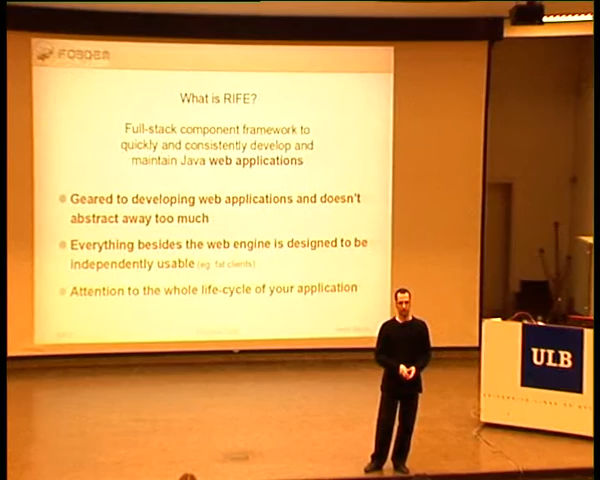 FOSDEM
What is RIFE?
Full-stack component framework to
quickly and consistently develop and
maintain Java web applications
Geared to developing web applications and doesn't
abstract away too much
Everything besides the web engine is designed to be
independently usable (eg. fat clients)
Attention to the whole life-cycle of your application
ULB